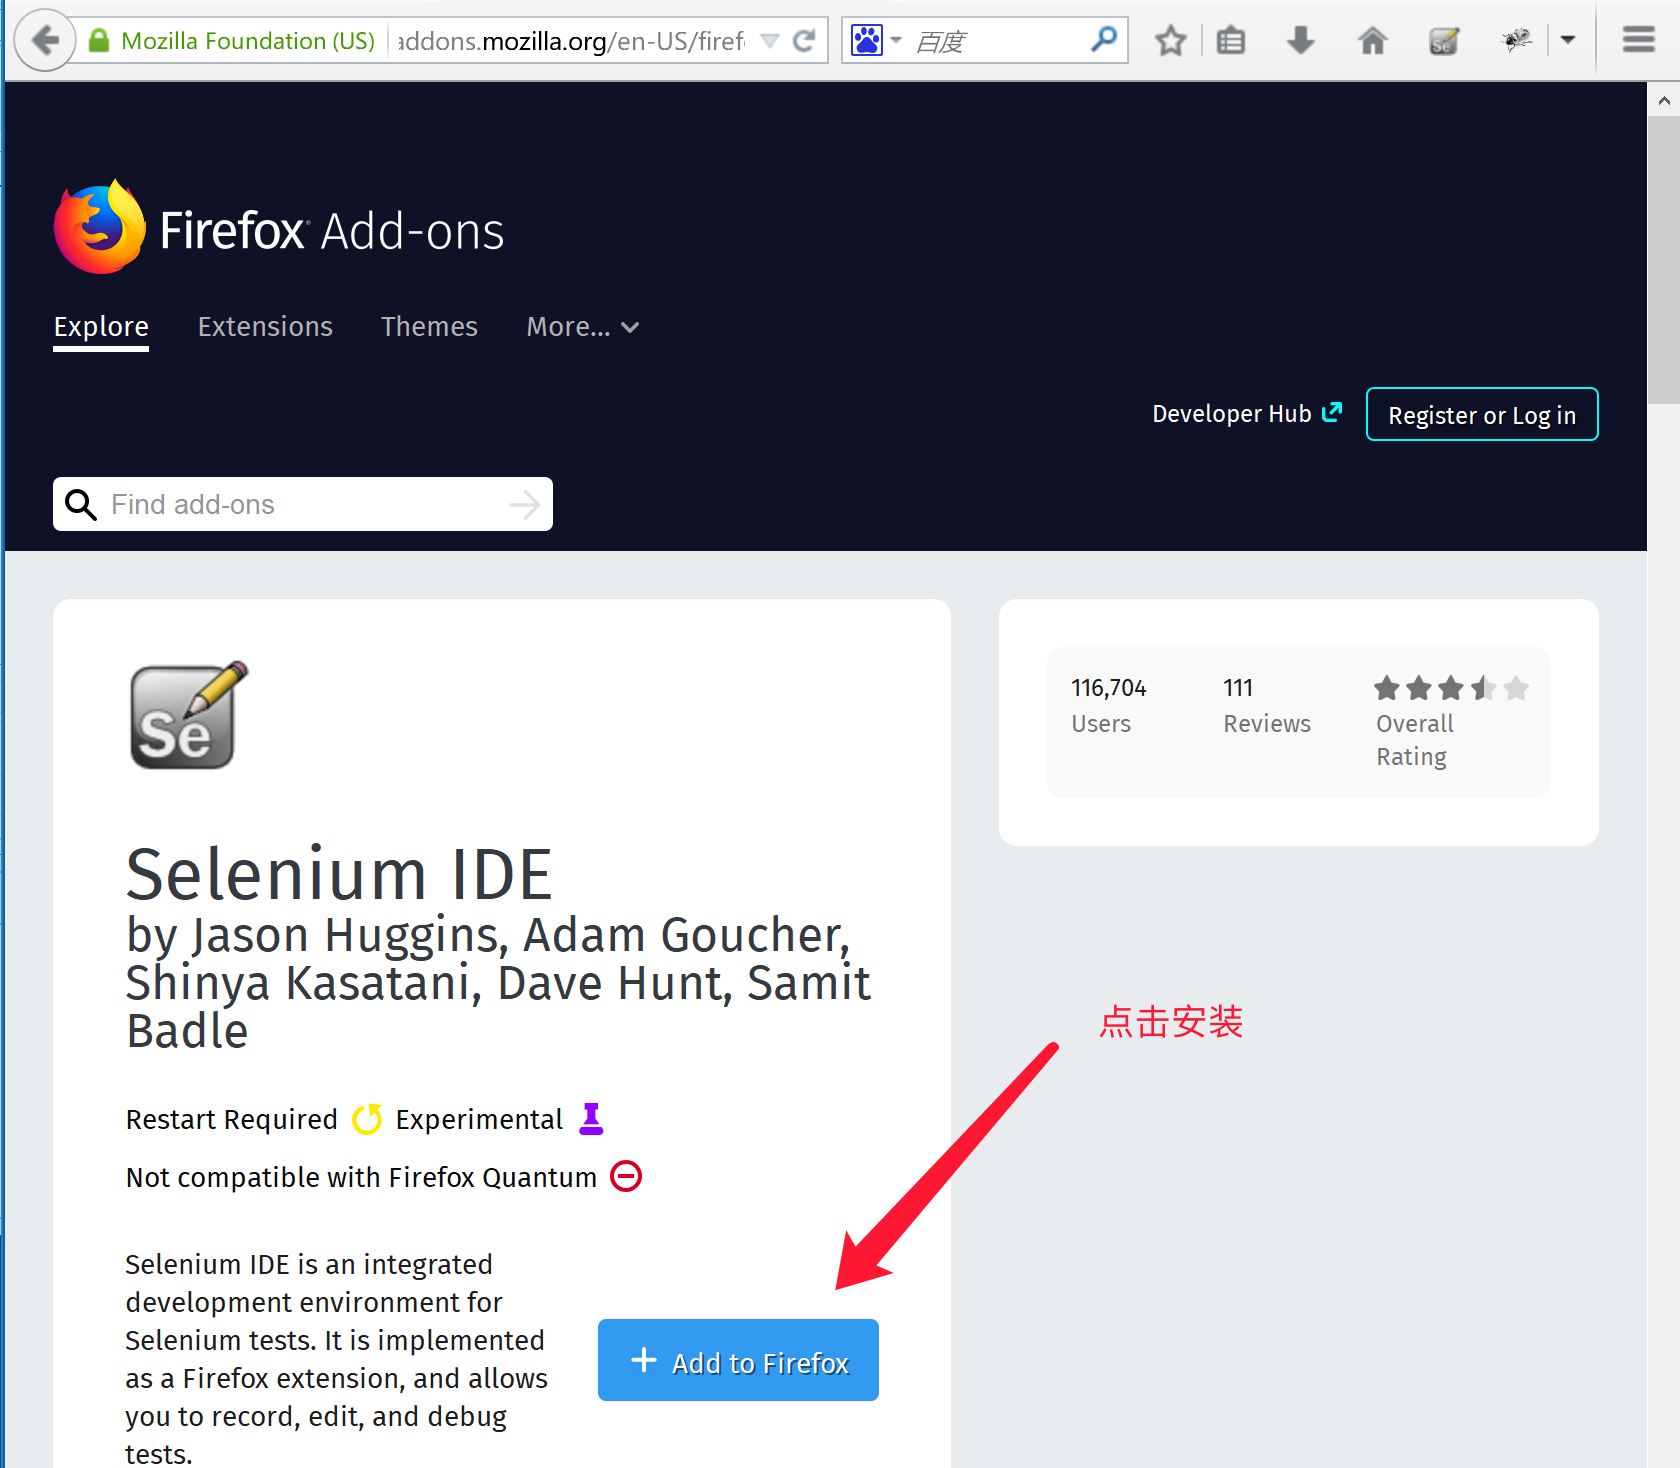 Mozilla Foundation (US) addons.mozilla.org/en-US/firef 百度
Firefox Add-ons
Explore Extensions Themes More...
Developer Hub Register or Log in
Find add-ons
Se
116,704 111
Users Reviews Overall
Rating
Selenium IDE
by Jason Huggins, Adam Goucher,
Shinya Kasatani, Dave Hunt, Samit
Badle
点击安装
Restart Required Experimental
Not compatible with Firefox Quantum
Selenium IDE is an integrated
development environment for
Selenium tests. It is implemented
as a Firefox extension, and allows
you to record, edit, and debug
tests.
+ Add to Firefox